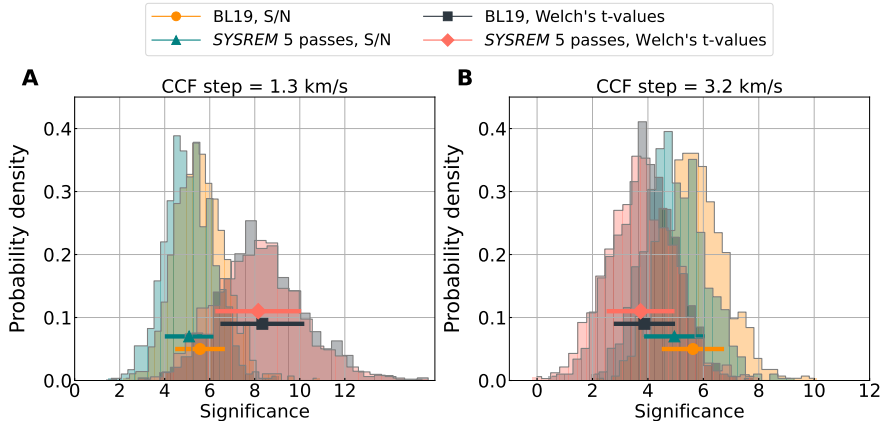 BL19, S/N
BL19, Welch's t-values
SYSREM 5 passes, S/N
SYSREM 5 passes, Welch's t-values
A
CCF step = 1.3 km/s
Probability density
0.4
0.3
0.2
0.1
0.0
0 2 4 6 8 10 12
Significance
B
CCF step = 3.2 km/s
Probability density
0.4
0.3
0.2
0.1
0.0
0 2 4 6 8 10 12
Significance